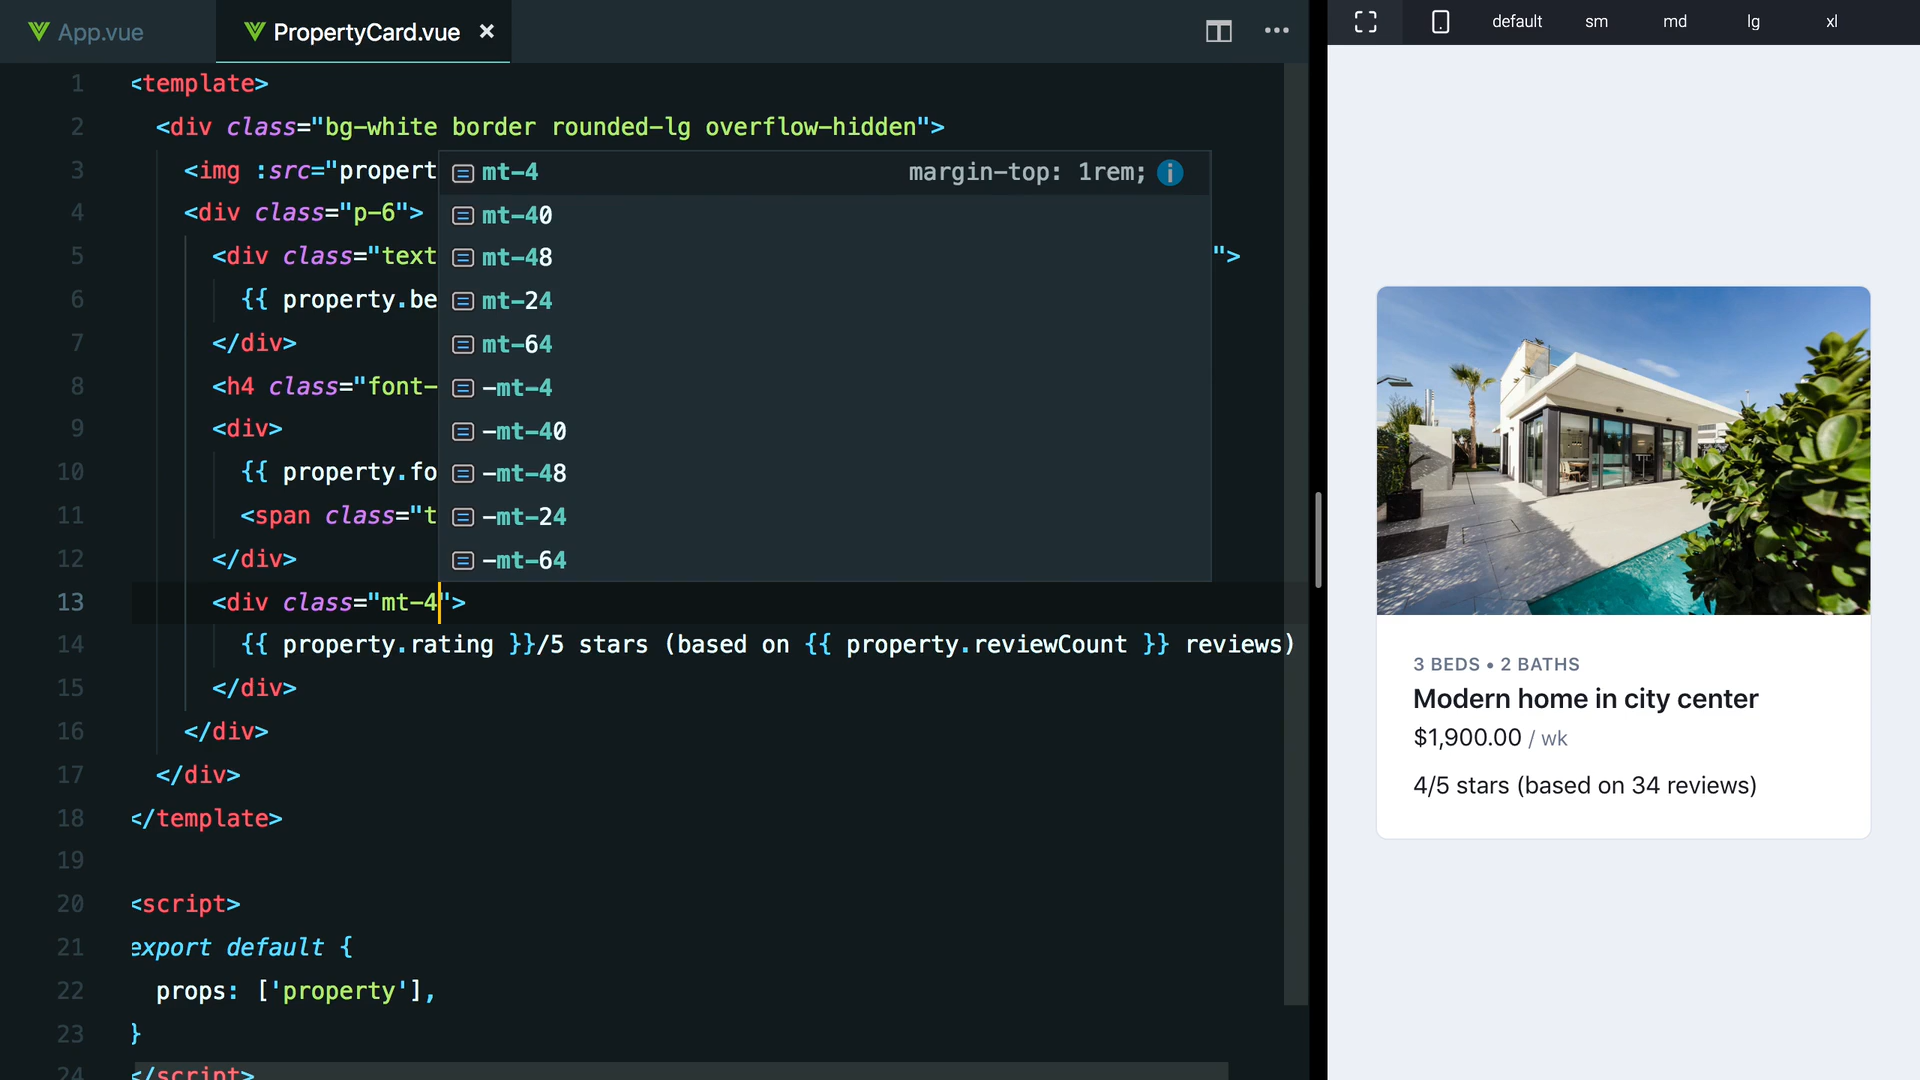 App.vue
PropertyCard.vue
default sm md lg xl
1 <template>
2 <div class="bg-white border rounded-lg overflow-hidden">
3 <img :src="propert
4 <div class="p-6">
5 <div class="text ">
6 {{ property.be
7 </div>
8 <h4 class="font-
9 <div>
10 {{ property.fo
11 <span class="t
12 </div>
13 <div class="mt-4">
14 {{ property.rating }}/5 stars (based on {{ property.reviewCount }} reviews)
15 </div>
16 </div>
17 </div>
18 </template>
19
20 <script>
21 export default {
22 props: ['property'],
23 }
24 </script>
mt-4 margin-top: 1rem;
mt-40
mt-48
mt-24
mt-64
-mt-4
-mt-40
-mt-48
-mt-24
-mt-64
3 BEDS • 2 BATHS
Modern home in city center
$1,900.00 / wk
4/5 stars (based on 34 reviews)